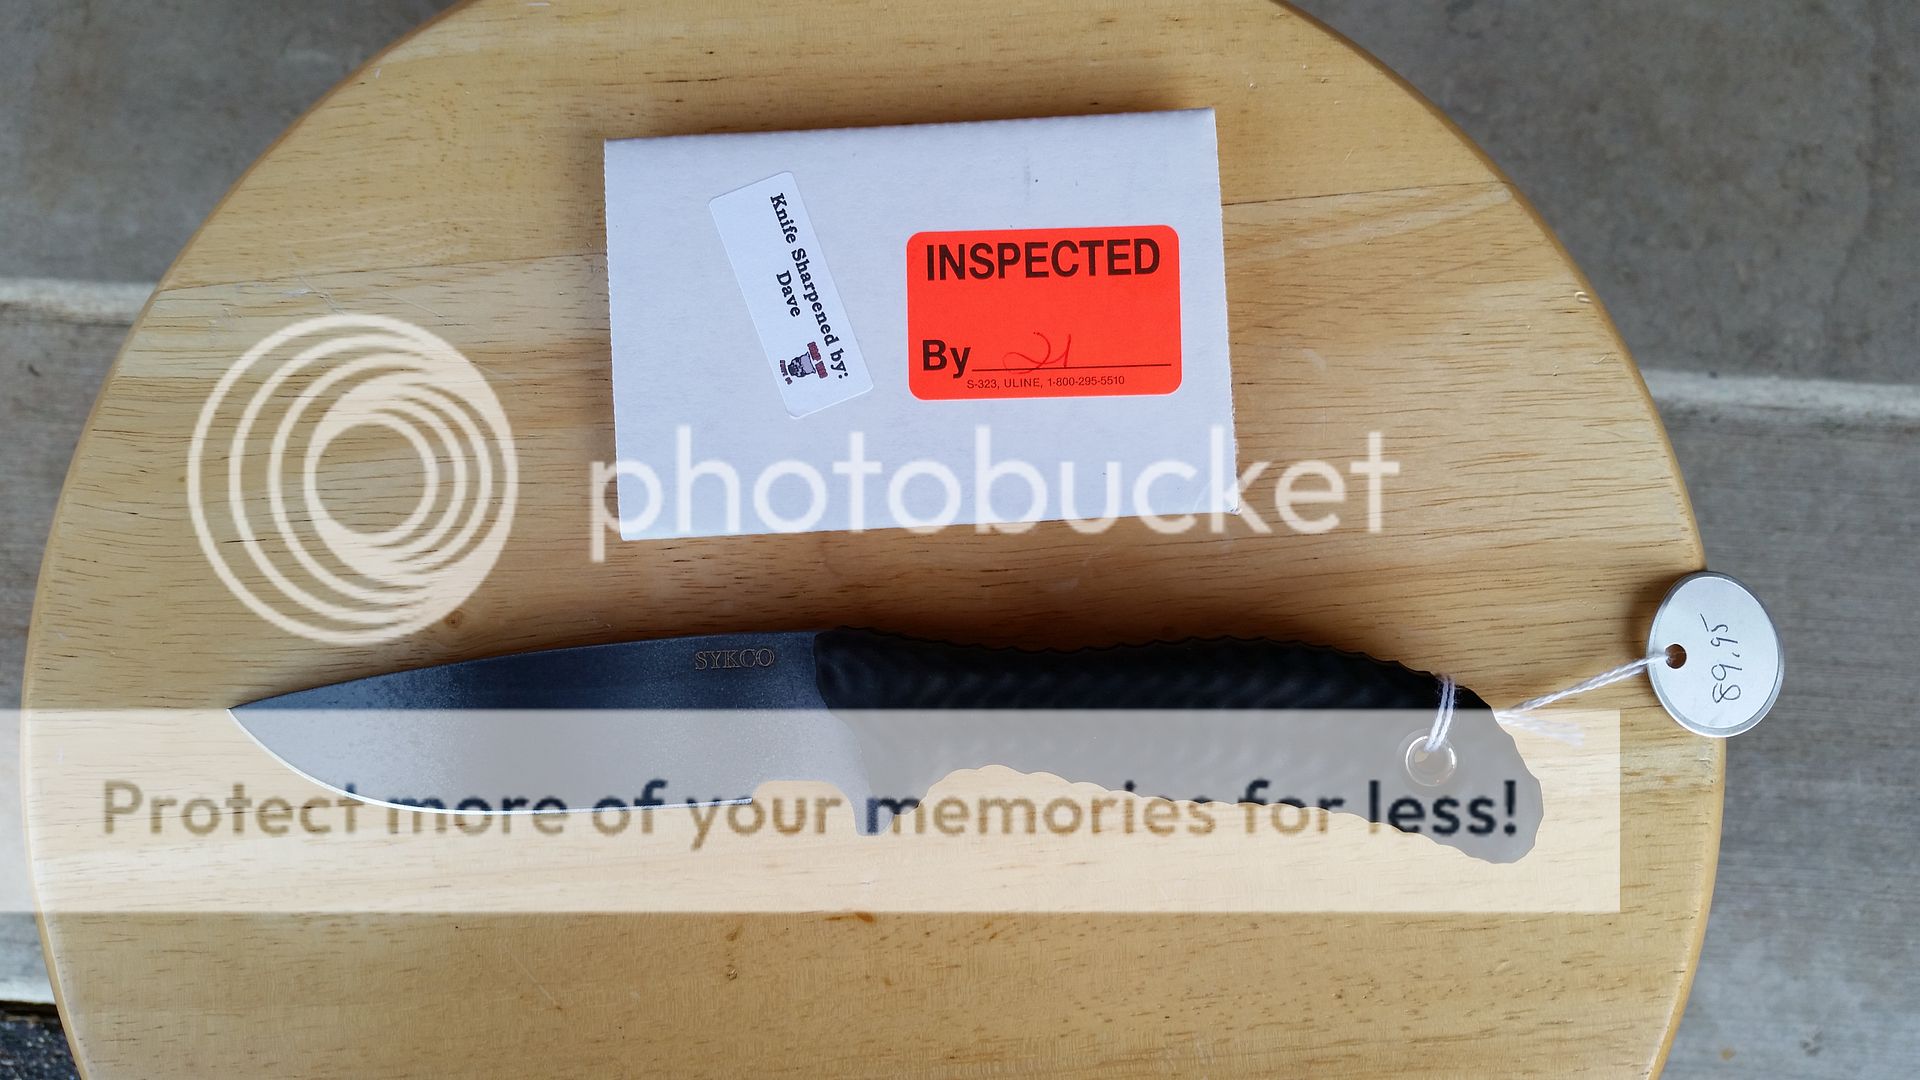 Knife Sharpened by:
Dave
INSPECTED
By 21
S-323, ULINE, 1-800-295-5510
photobucket
SYKCO
89.95
Protect more of your memories for less!